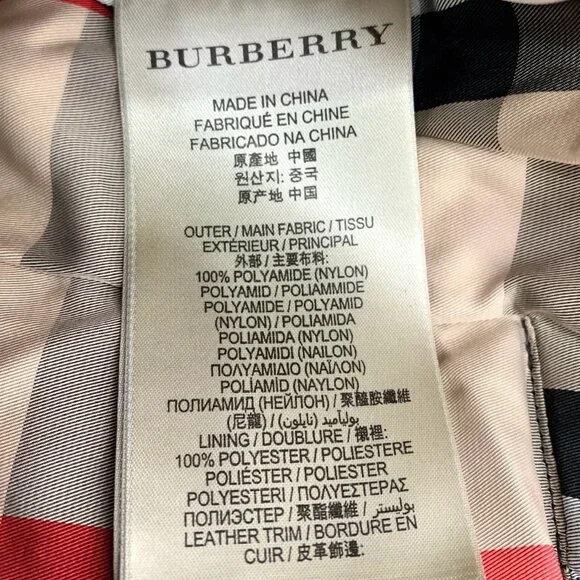 BURBERRY
MADE IN CHINA
FABRIQUÉ EN CHINE
FABRICADO NA CHINA
原產地 中國
원산지: 중국
原产地 中国
OUTER / MAIN FABRIC / TISSU
EXTÉRIEUR / PRINCIPAL
外部 / 主要布料:
100% POLYAMIDE (NYLON)
POLYAMID / POLIAMMIDE
POLYAMIDE / POLYAMID
(NYLON) / POLIAMIDA
POLIAMIDA (NYLON)
POLYAMIDI (NAILON)
ΠΟΛΥΑΜΙΔΙΟ (ΝΑΪΛΟΝ)
POLİAMİD (NAYLON)
ПОЛИАМИД (НЕЙЛОН) / 聚醯胺纖維
(尼龍) / بولياميد (نايلون)
LINING / DOUBLURE / 襯裡:
100% POLYESTER / POLIESTERE
POLIÉSTER / POLIESTER
POLYESTERI / ΠΟΛΥΕΣΤΕΡΑΣ
ПОЛИЭСТЕР / 聚酯纖維 / بوليستر
LEATHER TRIM / BORDURE EN
CUIR / 皮革飾邊: